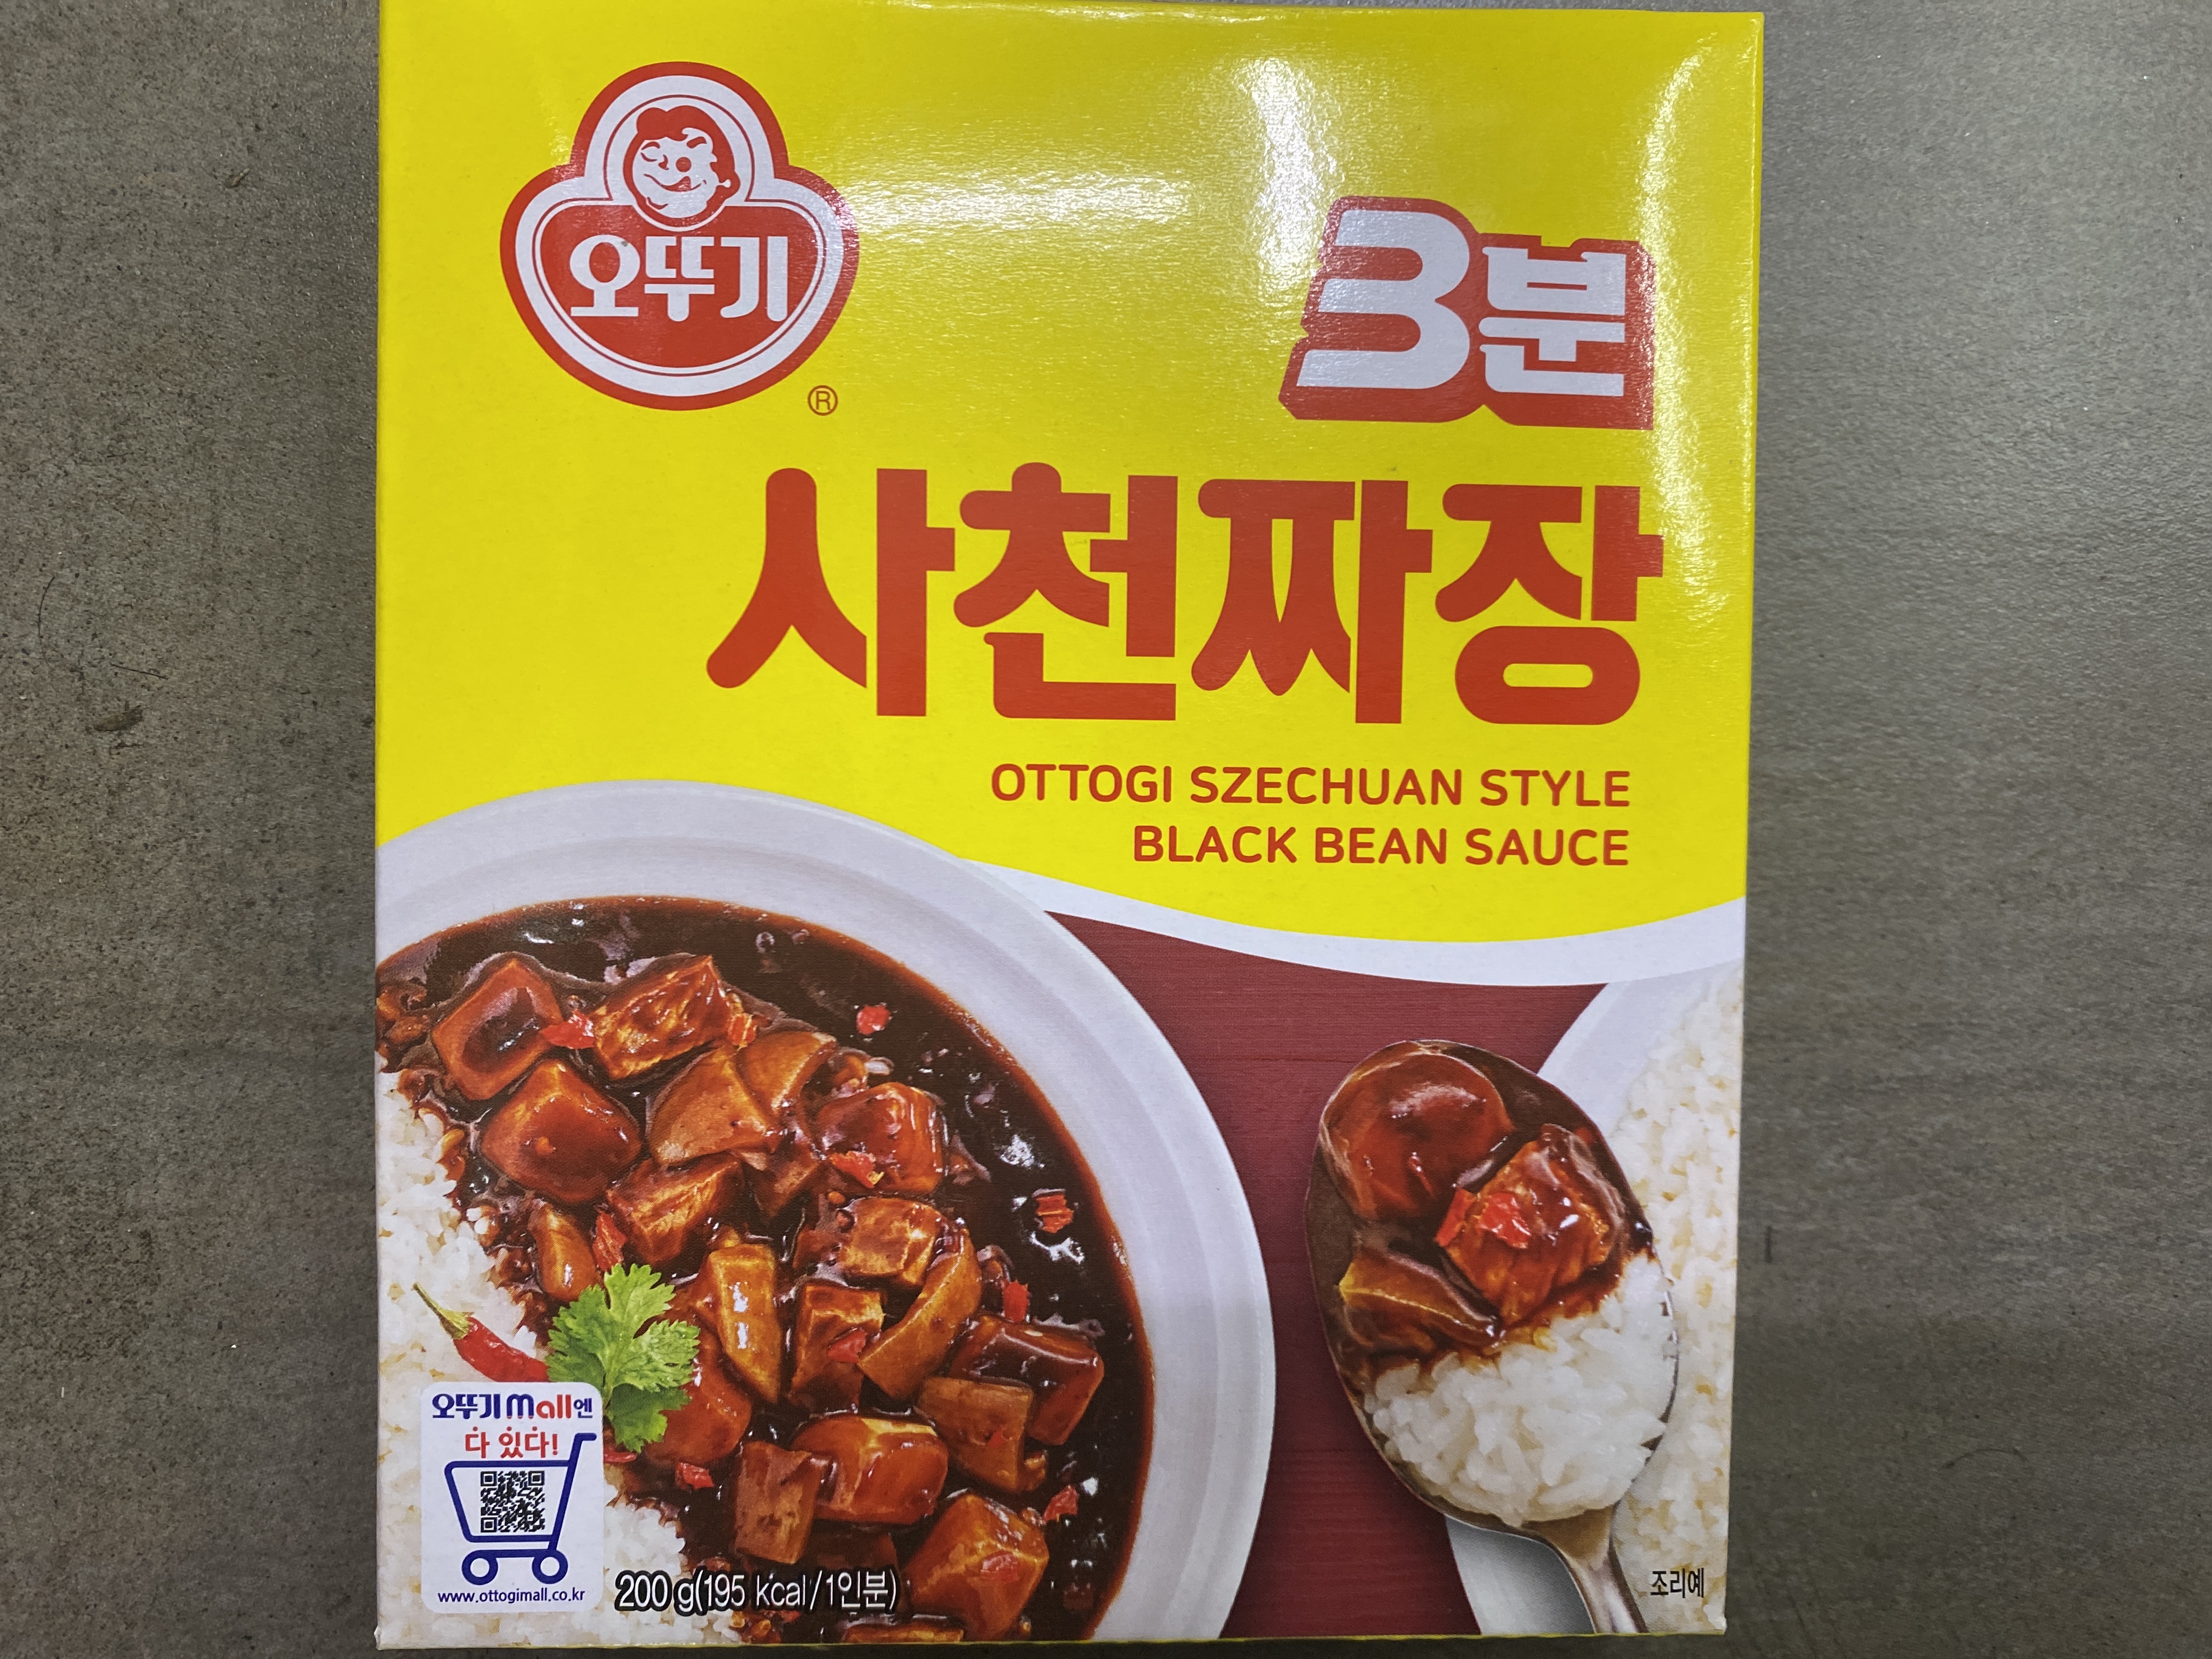 오뚜기
®
3분
사천짜장
OTTOGI SZECHUAN STYLE
BLACK BEAN SAUCE
오뚜기mall엔
다 있다!
www.ottogimall.co.kr
200 g(195 kcal/1인분)
조리예